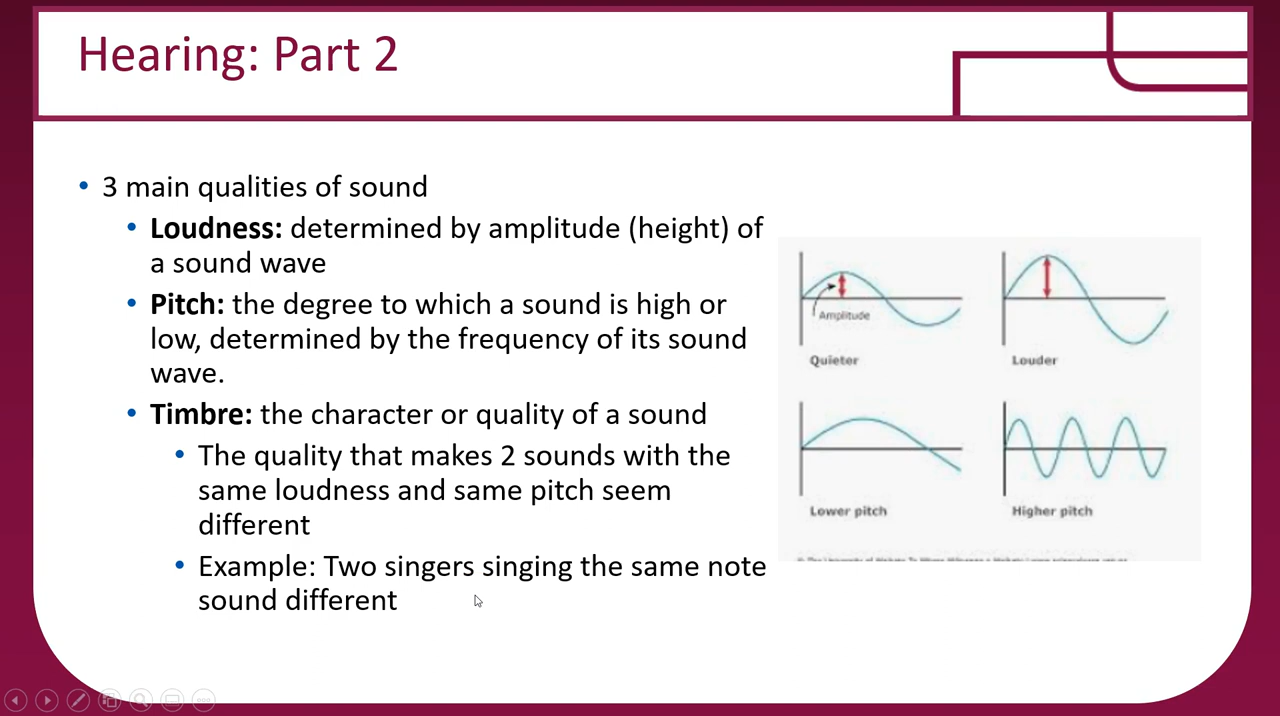 Hearing: Part 2
• 3 main qualities of sound
• Loudness: determined by amplitude (height) of
a sound wave
• Pitch: the degree to which a sound is high or
low, determined by the frequency of its sound
wave.
• Timbre: the character or quality of a sound
• The quality that makes 2 sounds with the
same loudness and same pitch seem
different
• Example: Two singers singing the same note
sound different
Amplitude
Quieter
Louder
Lower pitch
Higher pitch